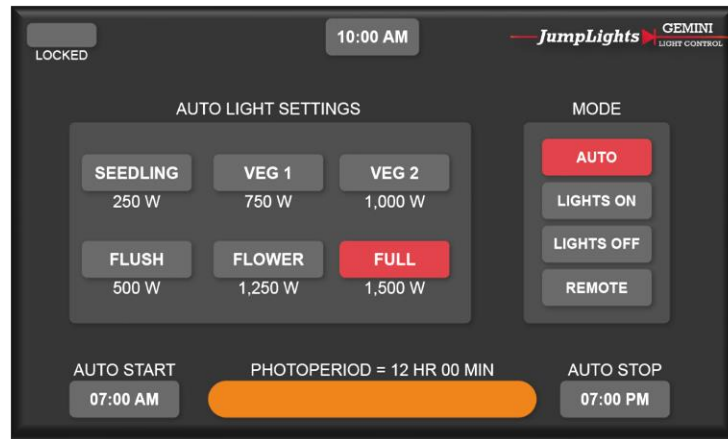 LOCKED
10:00 AM
JumpLights
GEMINI
LIGHT CONTROL
AUTO LIGHT SETTINGS
SEEDLING
250 W
VEG 1
750 W
VEG 2
1,000 W
FLUSH
500 W
FLOWER
1,250 W
FULL
1,500 W
MODE
AUTO
LIGHTS ON
LIGHTS OFF
REMOTE
AUTO START
07:00 AM
PHOTOPERIOD = 12 HR 00 MIN
AUTO STOP
07:00 PM